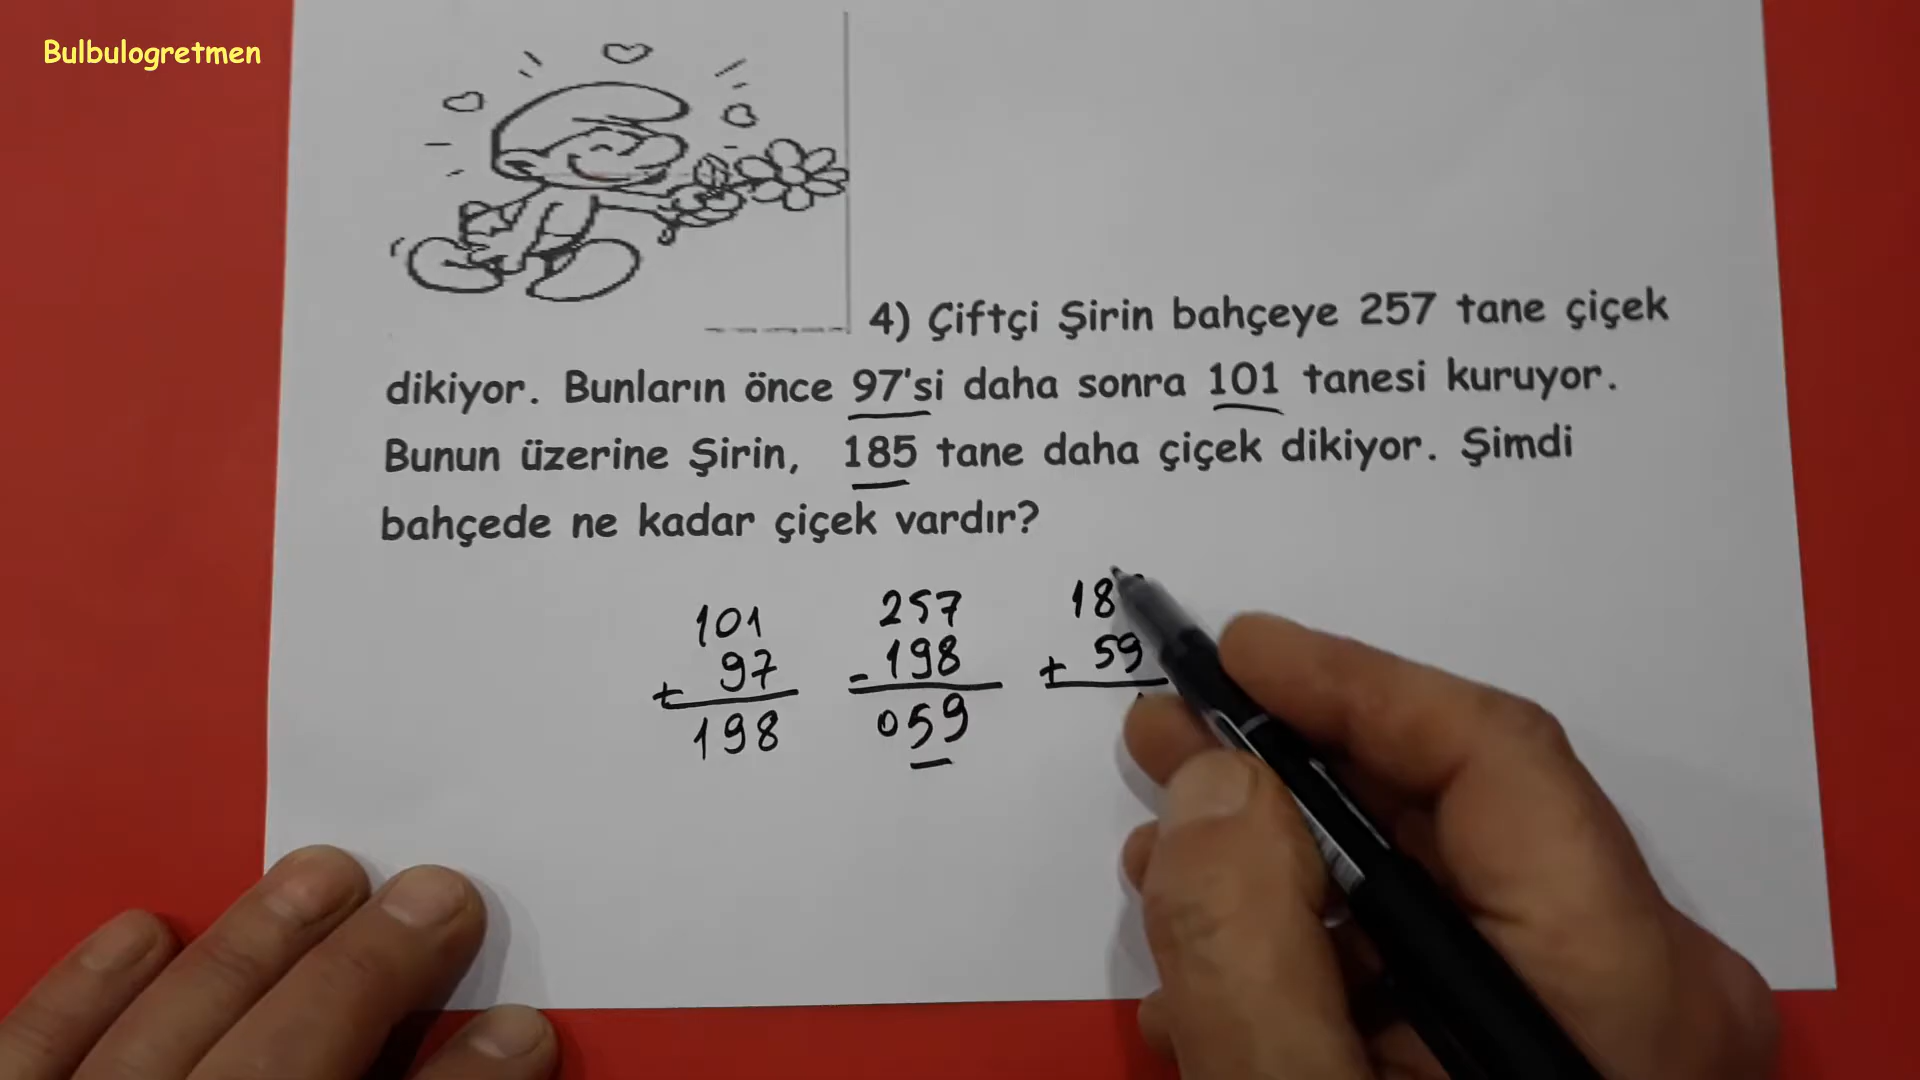 Bulbulogretmen
4) Çiftçi Şirin bahçeye 257 tane çiçek
dikiyor. Bunların önce 97'si daha sonra 101 tanesi kuruyor.
Bunun üzerine Şirin, 185 tane daha çiçek dikiyor. Şimdi
bahçede ne kadar çiçek vardır?
101
+ 97
198
257
- 198
059
18
+ 59